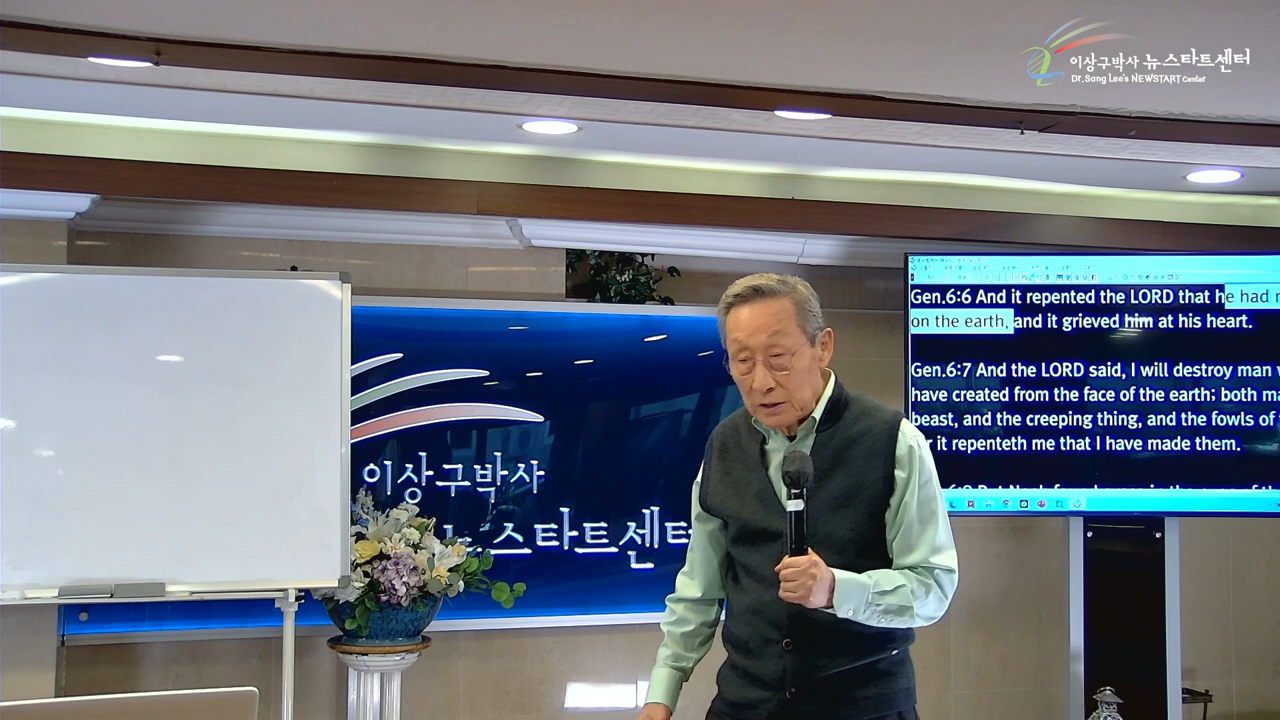 이상구박사 뉴스타트센터
Dr. Sang Lee's NEWSTART Center
Gen.6:6 And it repented the LORD that he had
on the earth, and it grieved him at his heart.
Gen.6:7 And the LORD said, I will destroy man
have created from the face of the earth; both
beast, and the creeping thing, and the fowls of
it repenteth me that I have made them.
이상구박사
뉴스타트센터